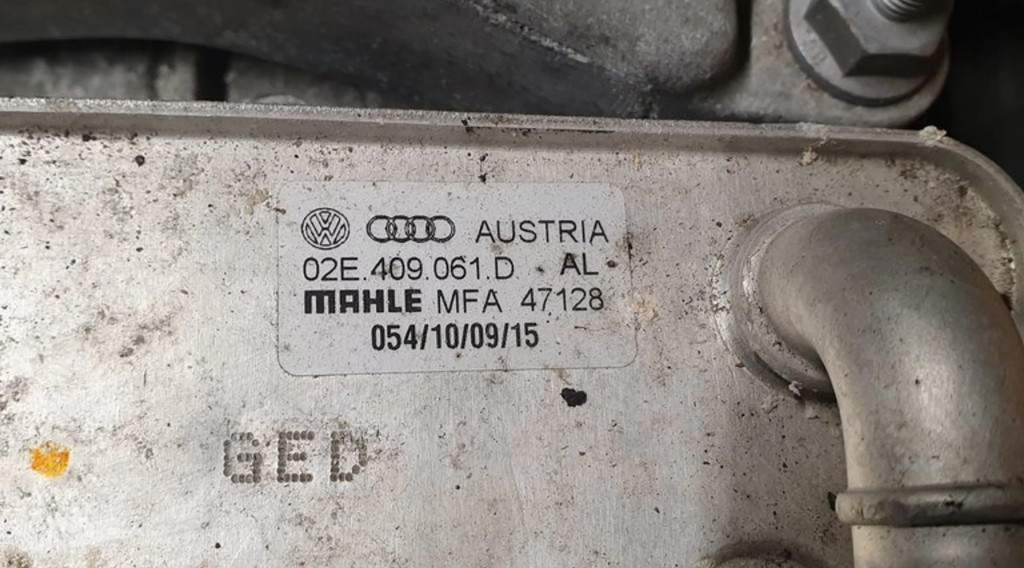 AUSTRIA
02E.409.061.D AL
MAHLE MFA 47128
054/10/09/15
GED